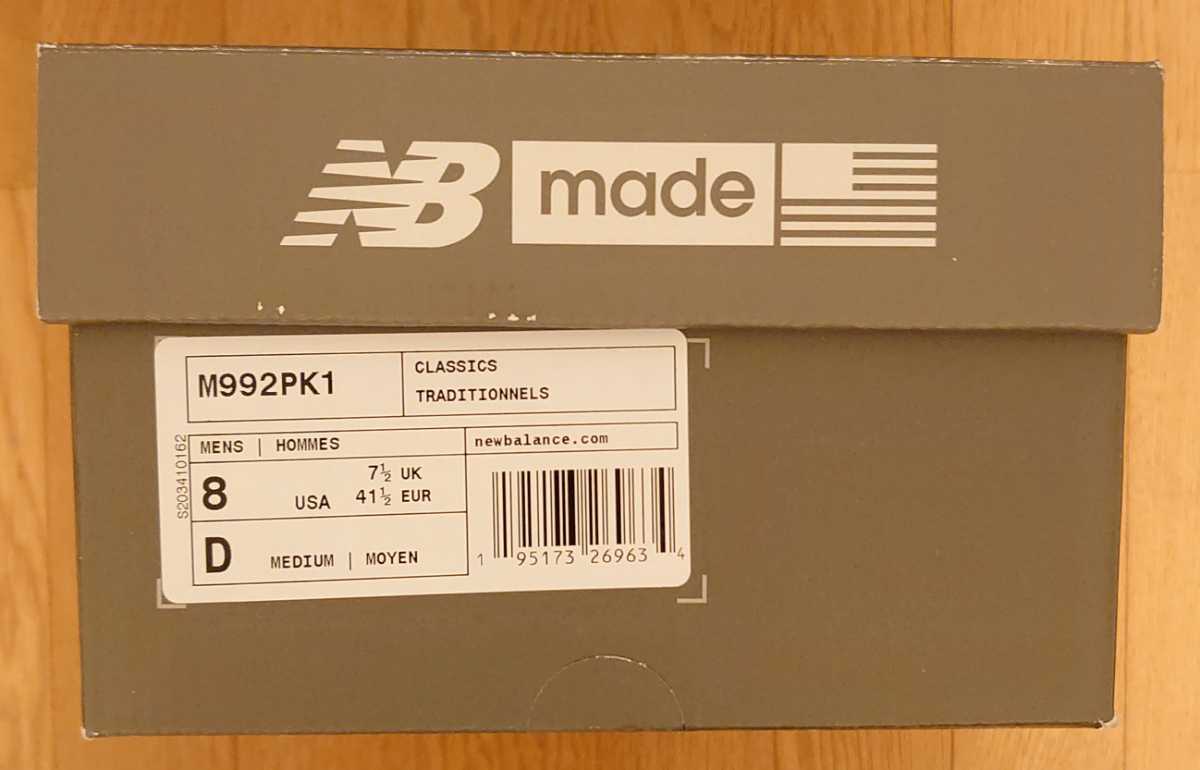 NB made
M992PK1
CLASSICS
TRADITIONNELS
S203410162
MENS | HOMMES
newbalance.com
8 USA 7½ UK
41½ EUR
D MEDIUM | MOYEN
1 95173 26963 4